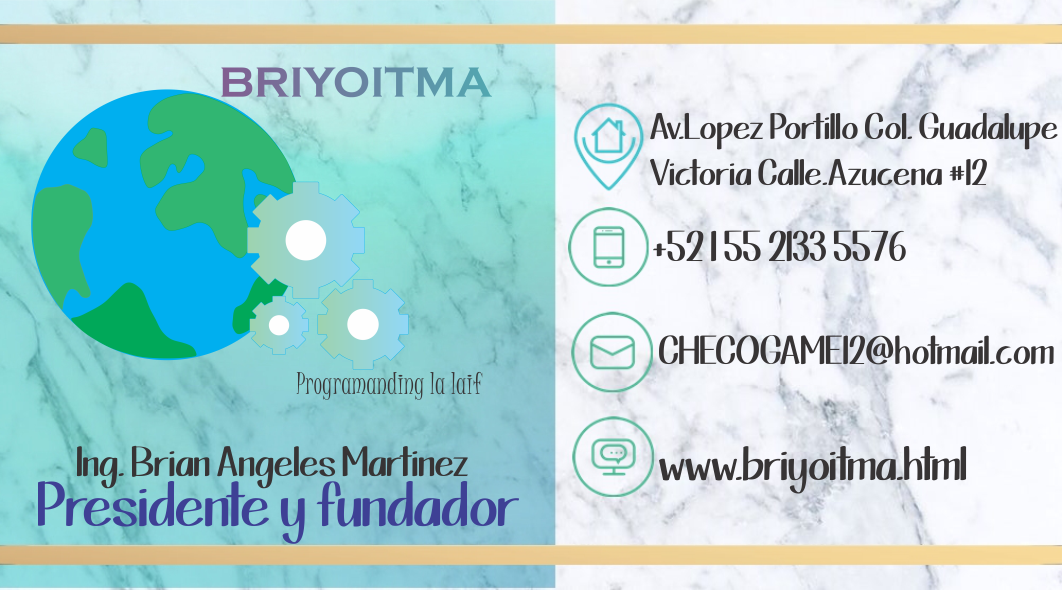 BRIYOITMA
Programanding la laif
Ing. Brian Angeles Martinez
Presidente y fundador
Av.Lopez Portillo Col. Guadalupe
Victoria Calle.Azucena #12
+52 1 55 2133 5576
CHECOGAME12@hotmail.com
www.briyoitma.html